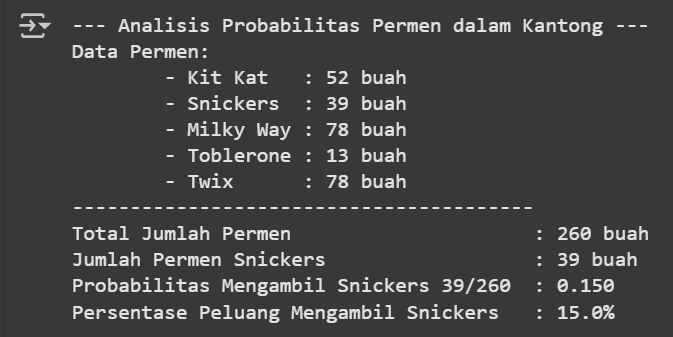 --- Analisis Probabilitas Permen dalam Kantong ---
Data Permen:
        - Kit Kat   : 52 buah
        - Snickers  : 39 buah
        - Milky Way : 78 buah
        - Toblerone : 13 buah
        - Twix      : 78 buah
----------------------------------------
Total Jumlah Permen                     : 260 buah
Jumlah Permen Snickers                  : 39 buah
Probabilitas Mengambil Snickers 39/260  : 0.150
Persentase Peluang Mengambil Snickers   : 15.0%